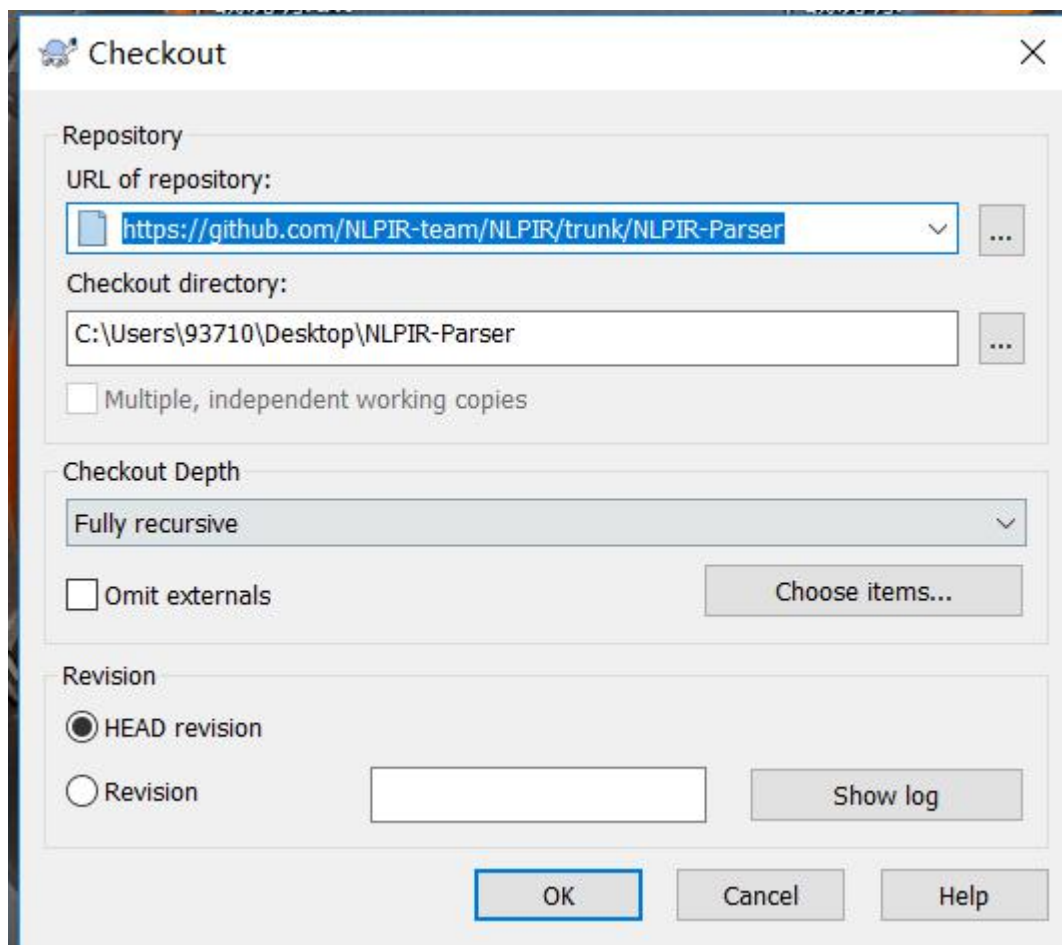 Checkout
Repository
URL of repository:
https://github.com/NLPIR-team/NLPIR/trunk/NLPIR-Parser
...
Checkout directory:
C:\Users\93710\Desktop\NLPIR-Parser
...
Multiple, independent working copies
Checkout Depth
Fully recursive
Omit externals
Choose items...
Revision
HEAD revision
Revision
Show log
OK
Cancel
Help